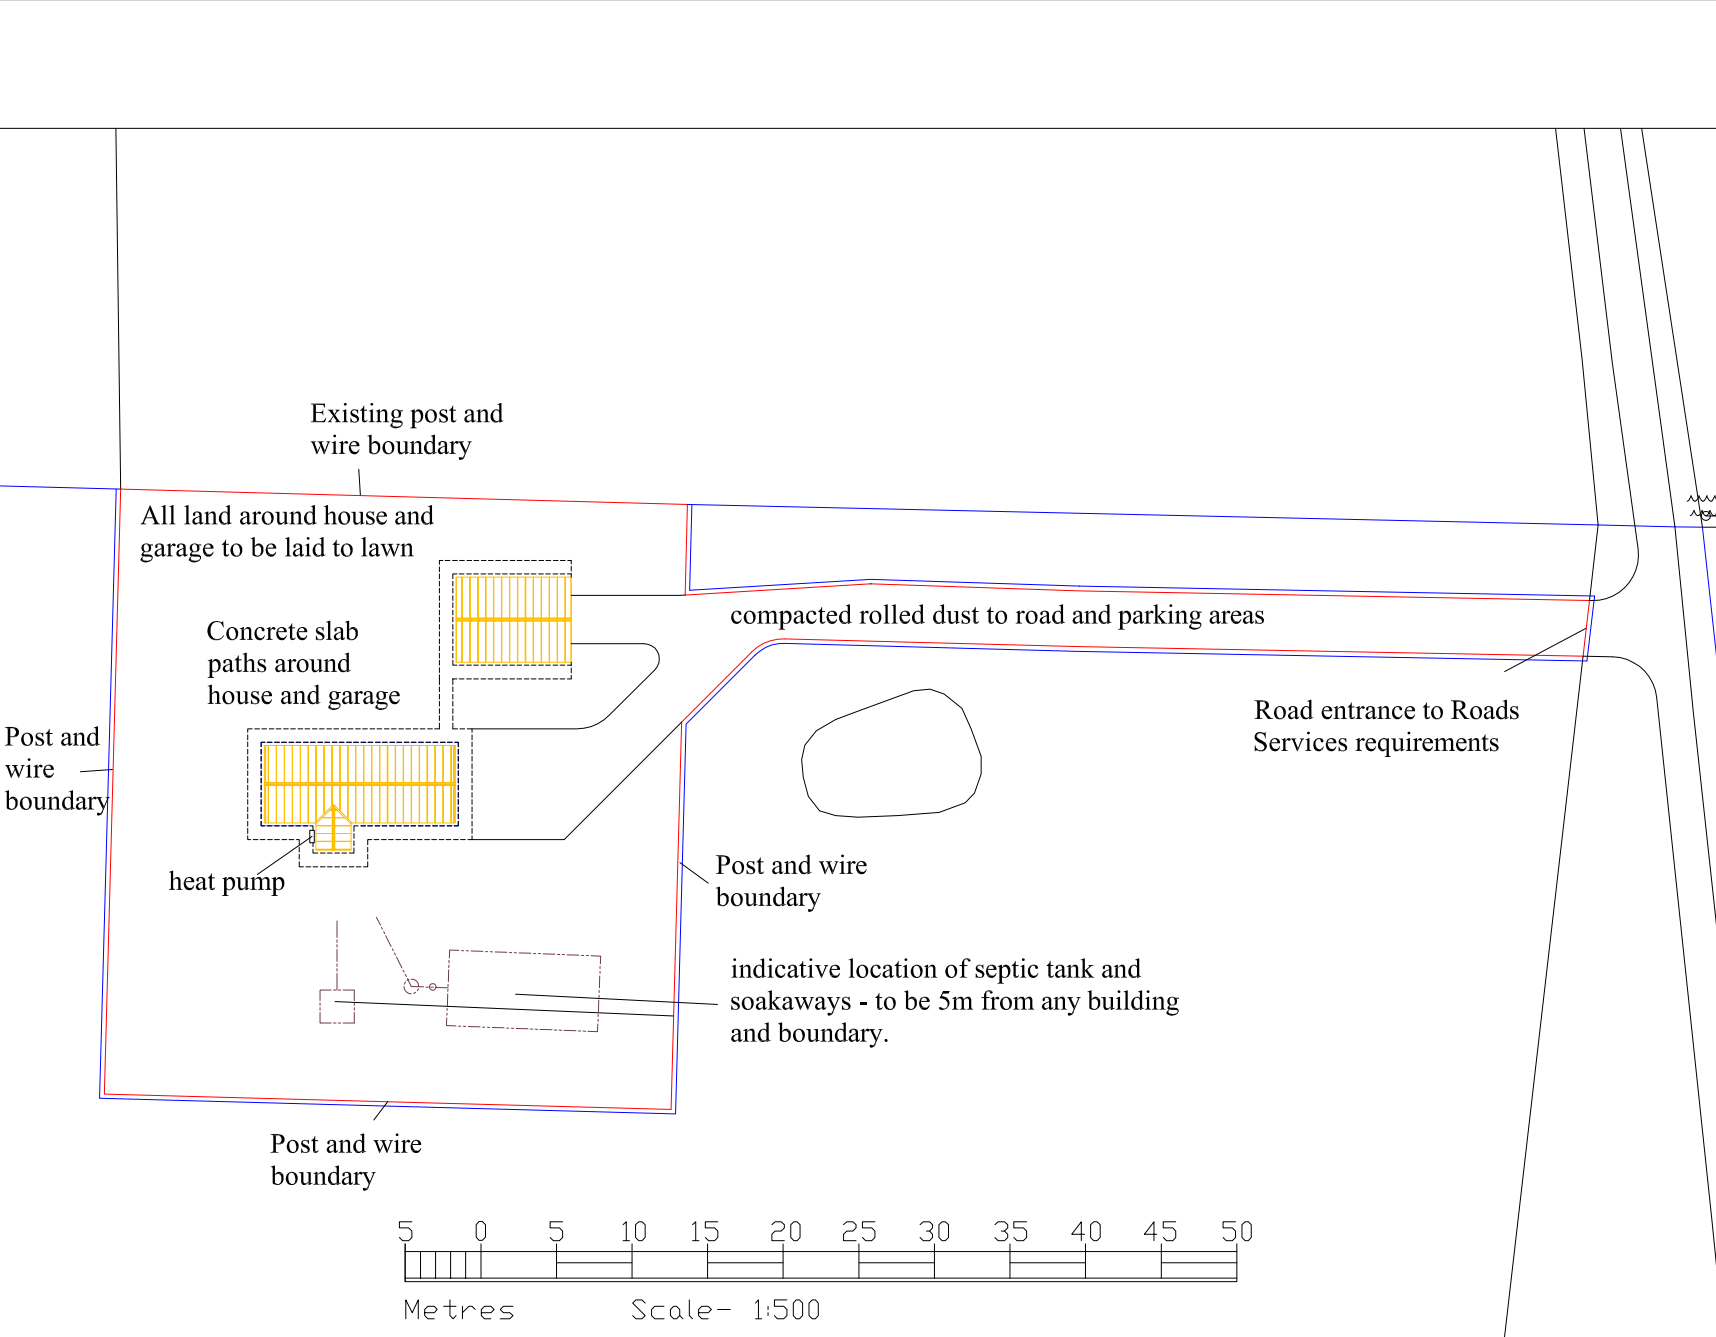 Existing post and
wire boundary
All land around house and
garage to be laid to lawn
compacted rolled dust to road and parking areas
Concrete slab
paths around
house and garage
Road entrance to Roads
Services requirements
Post and
wire
boundary
heat pump
Post and wire
boundary
indicative location of septic tank and
soakaways - to be 5m from any building
and boundary.
Post and wire
boundary
5 0 5 10 15 20 25 30 35 40 45 50
Metres Scale- 1:500